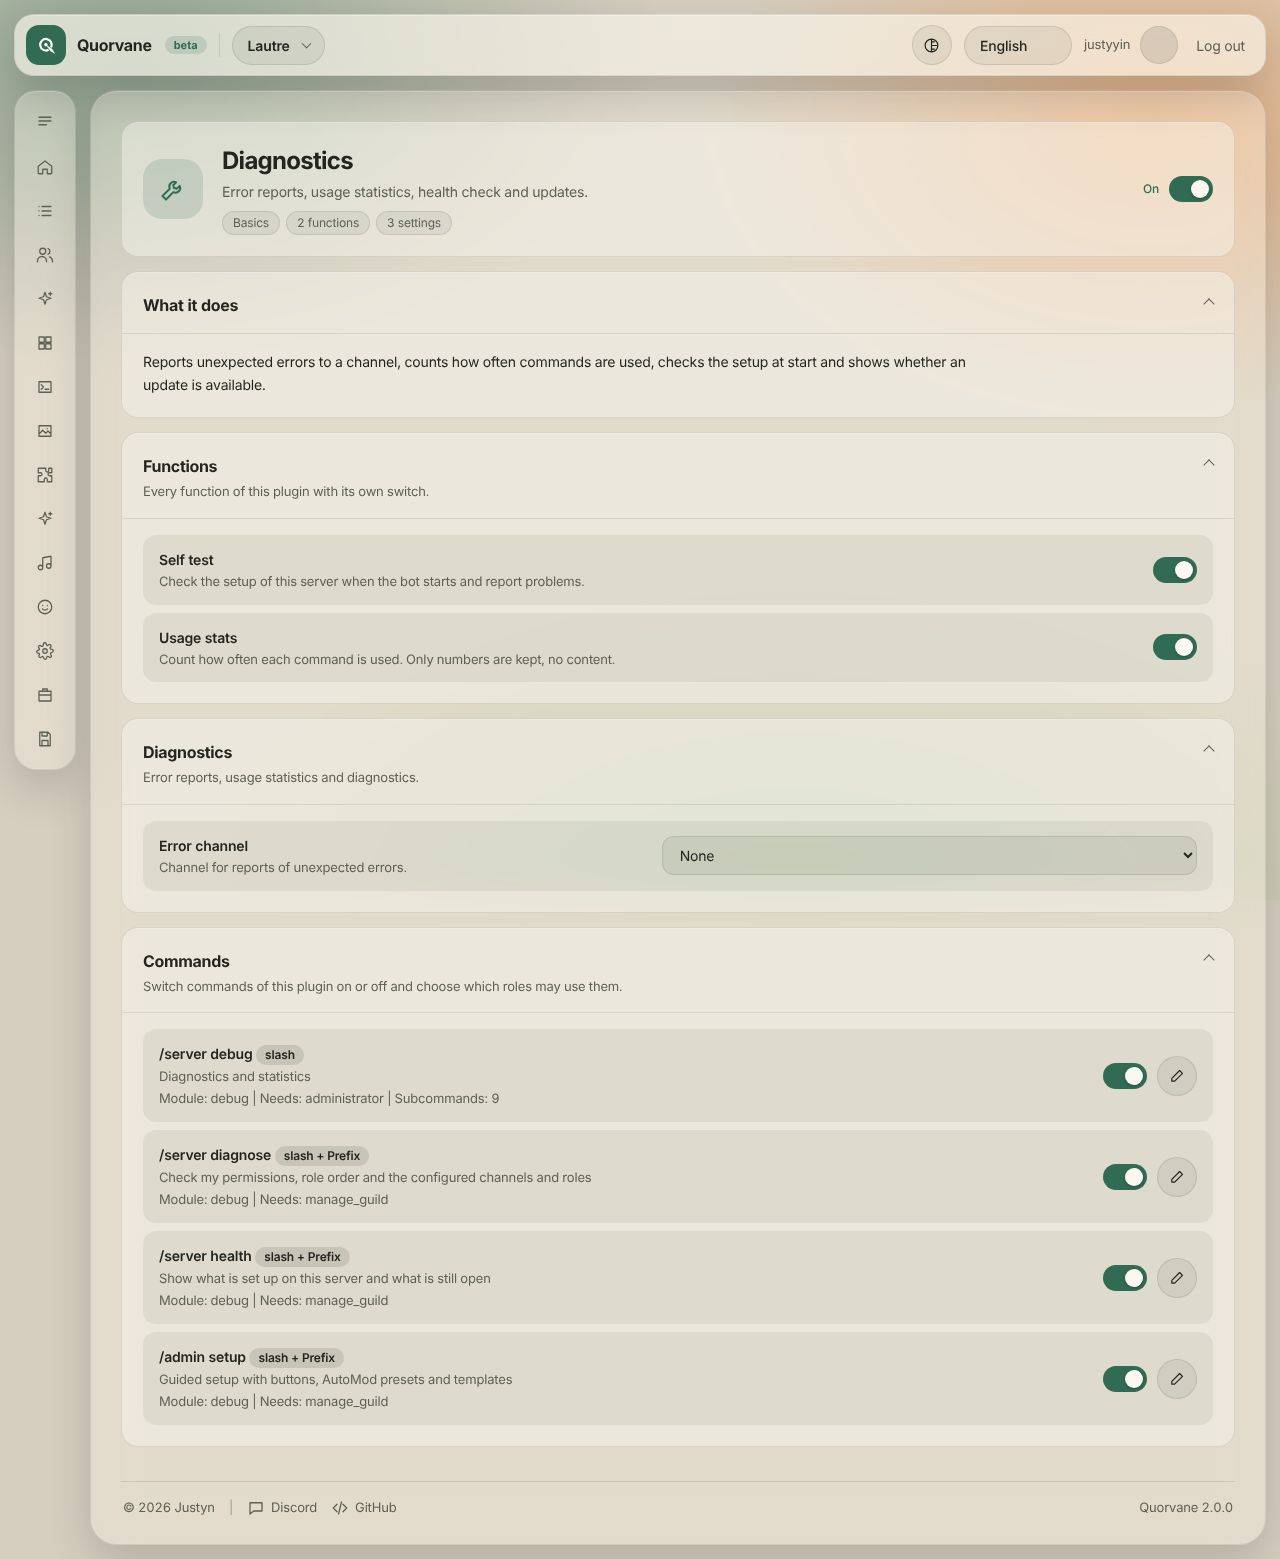 Quorvane beta Lautre English justyyin Log out
Diagnostics
Error reports, usage statistics, health check and updates.
On
Basics 2 functions 3 settings
What it does
Reports unexpected errors to a channel, counts how often commands are used, checks the setup at start and shows whether an
update is available.
Functions
Every function of this plugin with its own switch.
Self test
Check the setup of this server when the bot starts and report problems.
Usage stats
Count how often each command is used. Only numbers are kept, no content.
Diagnostics
Error reports, usage statistics and diagnostics.
Error channel
Channel for reports of unexpected errors.
None
Commands
Switch commands of this plugin on or off and choose which roles may use them.
/server debug slash
Diagnostics and statistics
Module: debug | Needs: administrator | Subcommands: 9
/server diagnose slash + Prefix
Check my permissions, role order and the configured channels and roles
Module: debug | Needs: manage_guild
/server health slash + Prefix
Show what is set up on this server and what is still open
Module: debug | Needs: manage_guild
/admin setup slash + Prefix
Guided setup with buttons, AutoMod presets and templates
Module: debug | Needs: manage_guild
© 2026 Justyn | Discord GitHub Quorvane 2.0.0